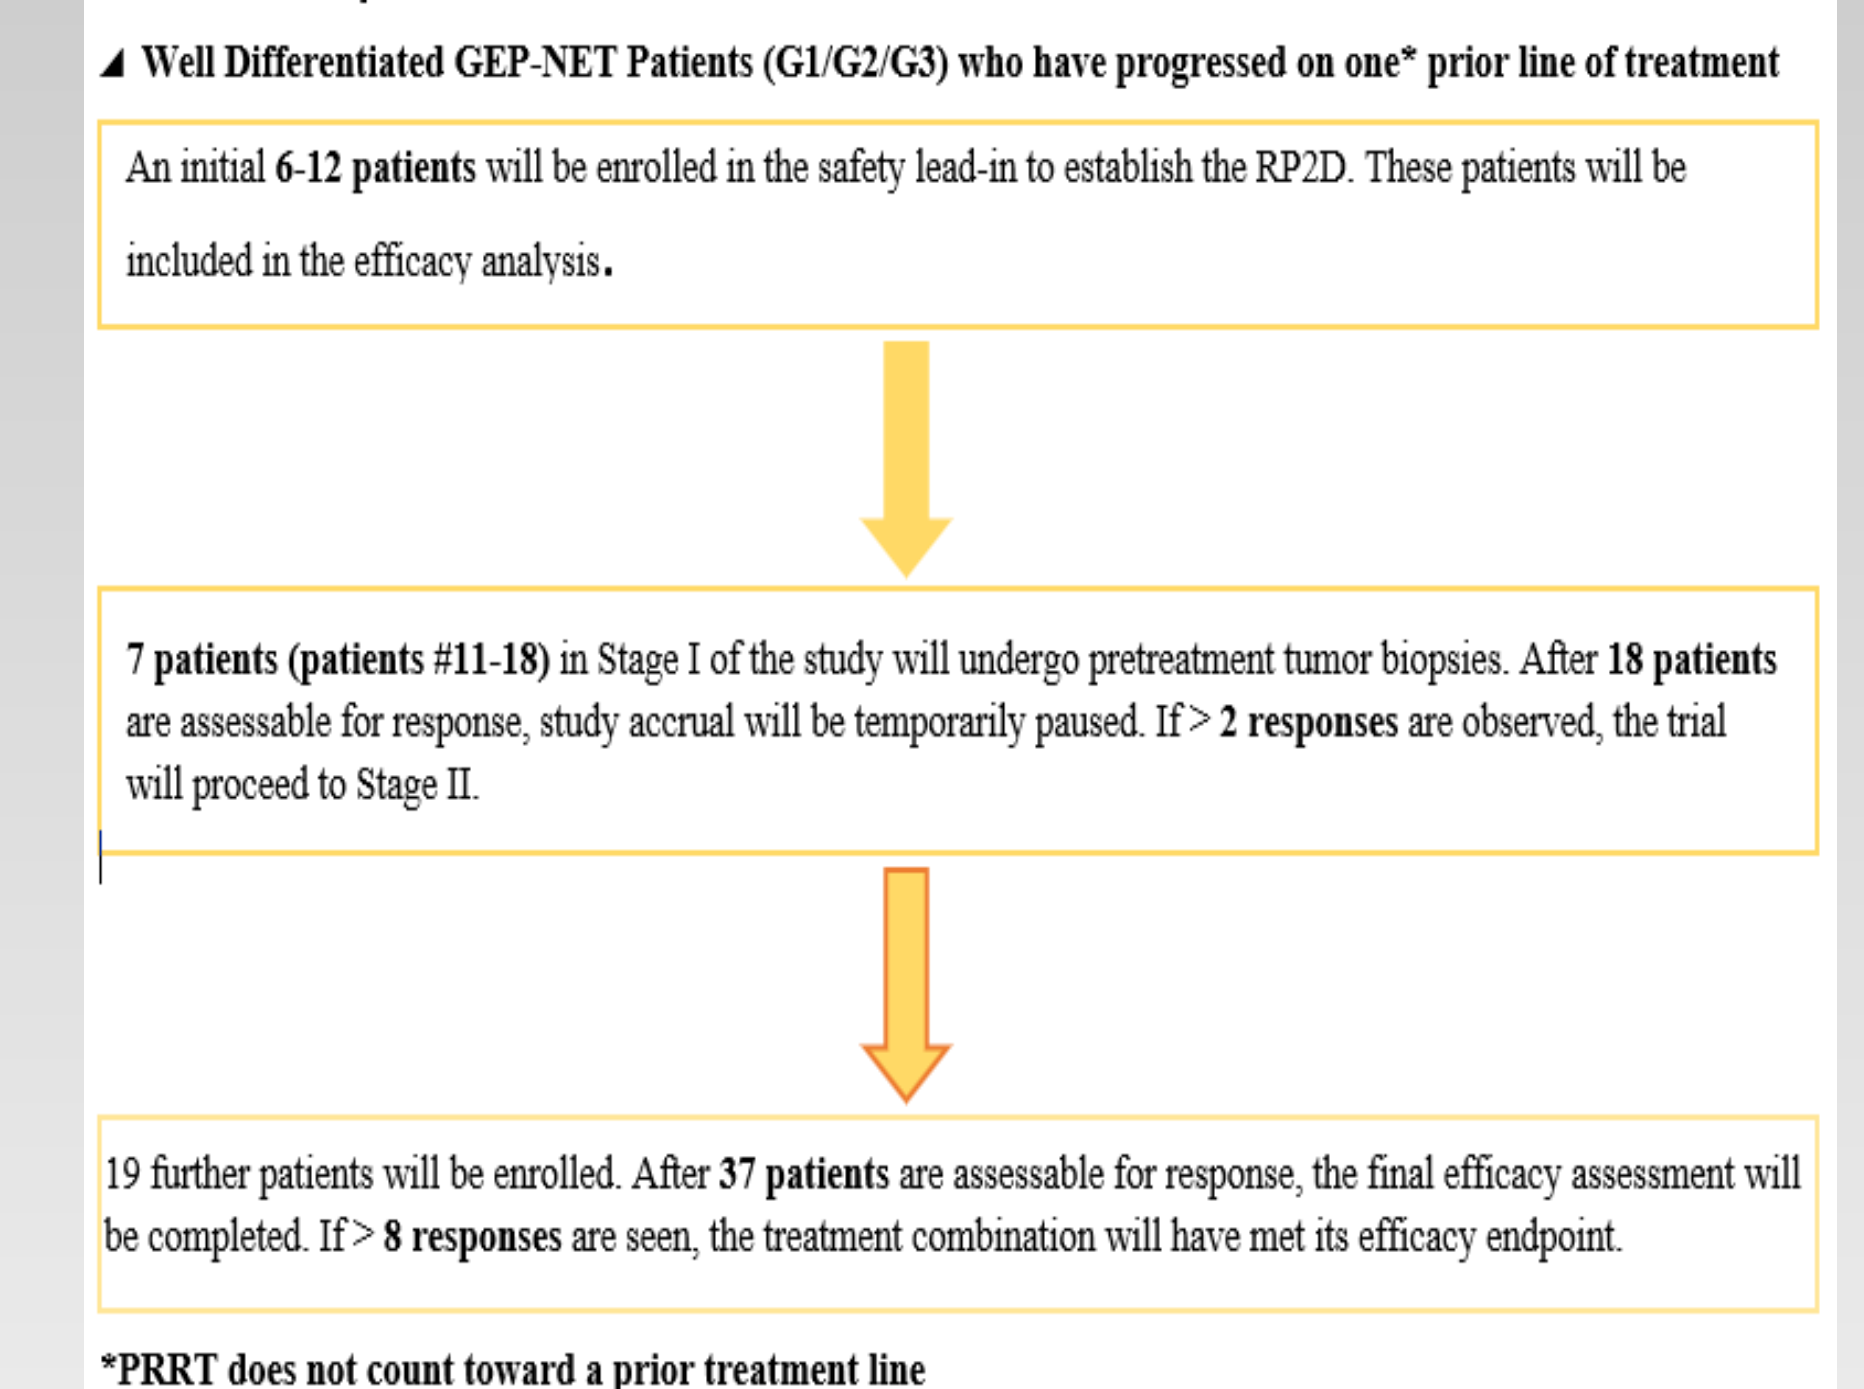 Well Differentiated GEP-NET Patients (G1/G2/G3) who have progressed on one* prior line of treatment
An initial 6-12 patients will be enrolled in the safety lead-in to establish the RP2D. These patients will be
included in the efficacy analysis.
7 patients (patients #11-18) in Stage I of the study will undergo pretreatment tumor biopsies. After 18 patients
are assessable for response, study accrual will be temporarily paused. If > 2 responses are observed, the trial
will proceed to Stage II.
19 further patients will be enrolled. After 37 patients are assessable for response, the final efficacy assessment will
be completed. If > 8 responses are seen, the treatment combination will have met its efficacy endpoint.
*PRRT does not count toward a prior treatment line